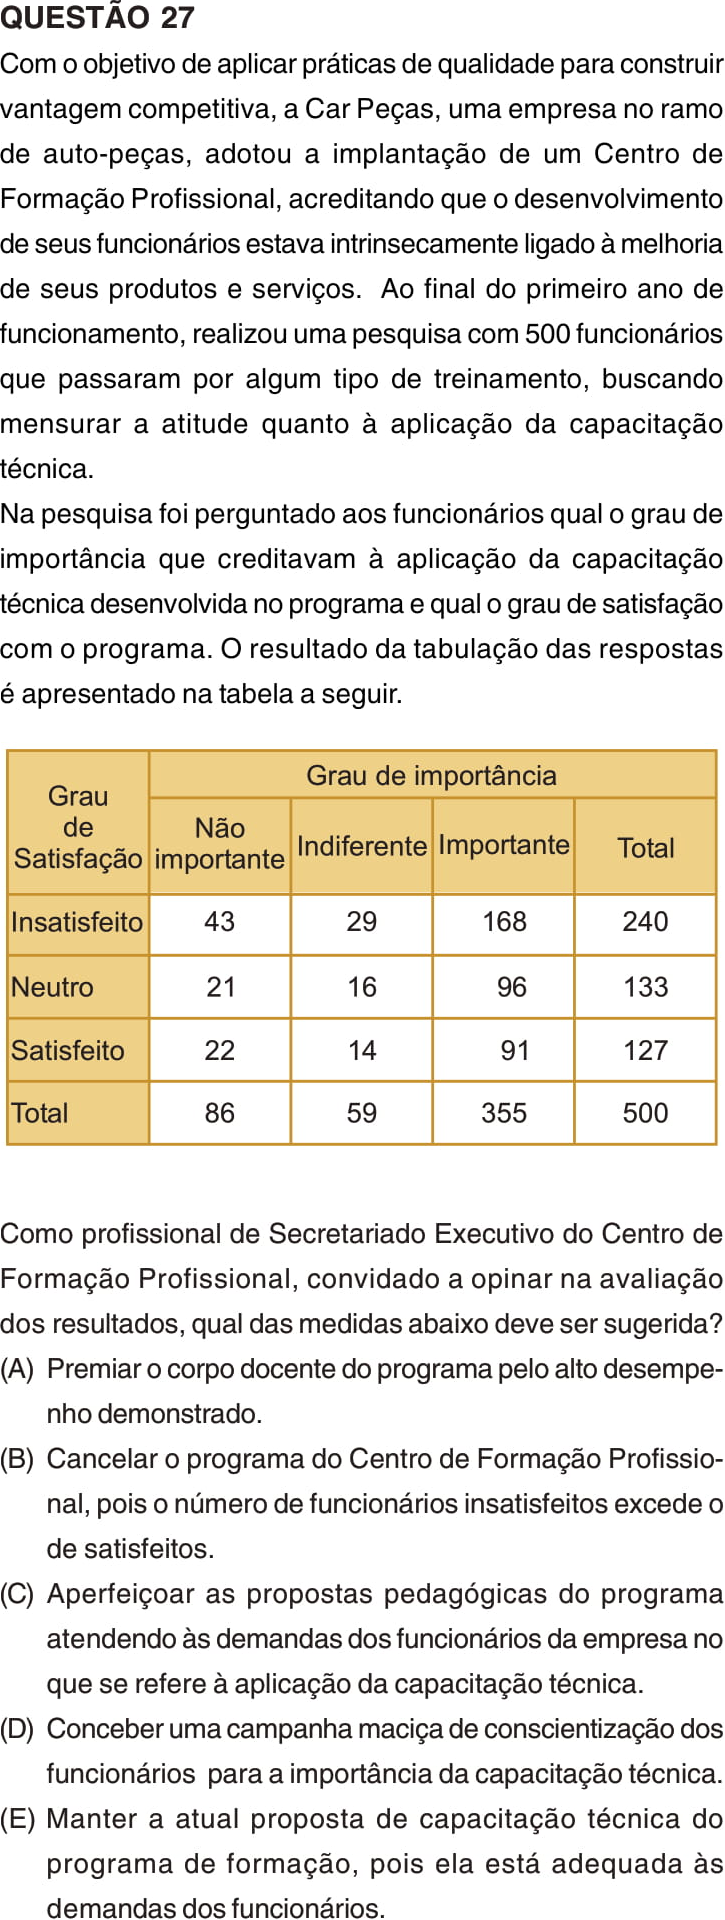 QUESTÃO 27
Com o objetivo de aplicar práticas de qualidade para construir
vantagem competitiva, a Car Peças, uma empresa no ramo
de auto-peças, adotou a implantação de um Centro de
Formação Profissional, acreditando que o desenvolvimento
de seus funcionários estava intrinsecamente ligado à melhoria
de seus produtos e serviços. Ao final do primeiro ano de
funcionamento, realizou uma pesquisa com 500 funcionários
que passaram por algum tipo de treinamento, buscando
mensurar a atitude quanto à aplicação da capacitação
técnica.
Na pesquisa foi perguntado aos funcionários qual o grau de
importância que creditavam à aplicação da capacitação
técnica desenvolvida no programa e qual o grau de satisfação
com o programa. O resultado da tabulação das respostas
é apresentado na tabela a seguir.
Grau de Satisfação Grau de importância
Não importante Indiferente Importante Total
Insatisfeito 43 29 168 240
Neutro 21 16 96 133
Satisfeito 22 14 91 127
Total 86 59 355 500
Como profissional de Secretariado Executivo do Centro de
Formação Profissional, convidado a opinar na avaliação
dos resultados, qual das medidas abaixo deve ser sugerida?
(A) Premiar o corpo docente do programa pelo alto desempe-
nho demonstrado.
(B) Cancelar o programa do Centro de Formação Profissio-
nal, pois o número de funcionários insatisfeitos excede o
de satisfeitos.
(C) Aperfeiçoar as propostas pedagógicas do programa
atendendo às demandas dos funcionários da empresa no
que se refere à aplicação da capacitação técnica.
(D) Conceber uma campanha maciça de conscientização dos
funcionários para a importância da capacitação técnica.
(E) Manter a atual proposta de capacitação técnica do
programa de formação, pois ela está adequada às
demandas dos funcionários.